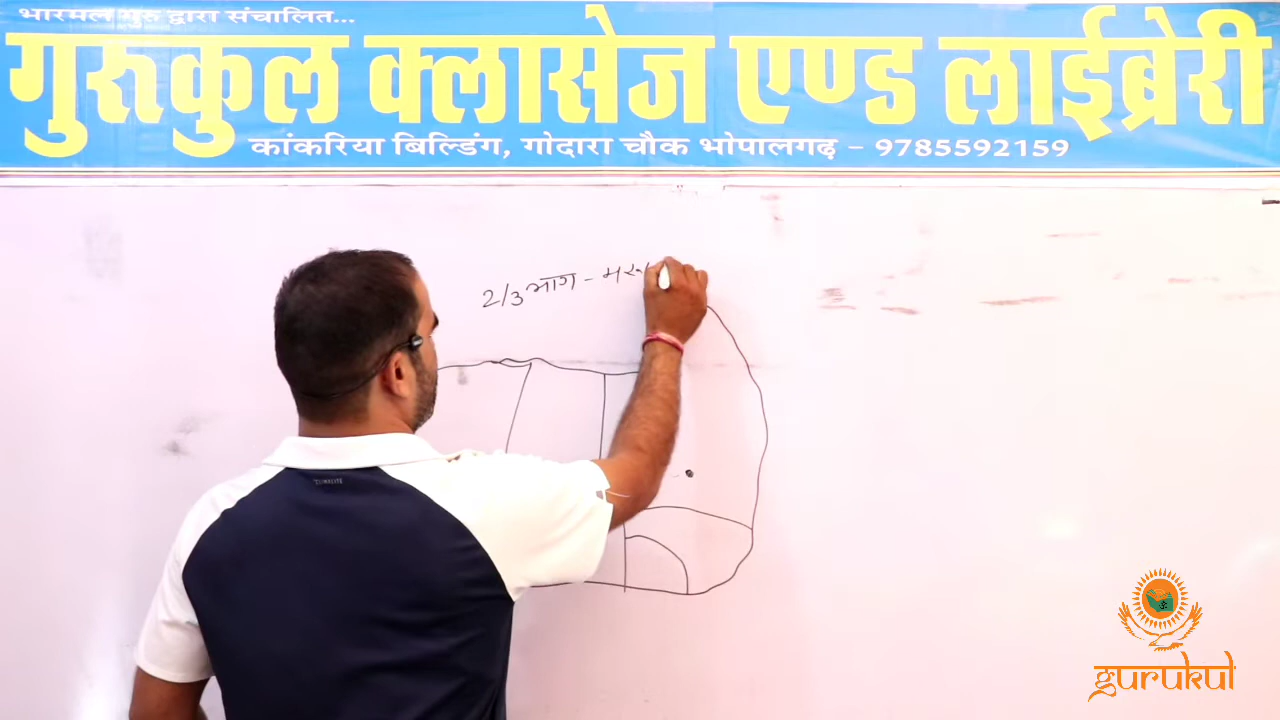 भारमल गुरु द्वारा संचालित...
गुरुकुल क्लासेज एण्ड लाईब्रेरी
कांकरिया बिल्डिंग, गोदारा चौक भोपालगढ़ - 9785592159
2/3 भाग -
gurukul